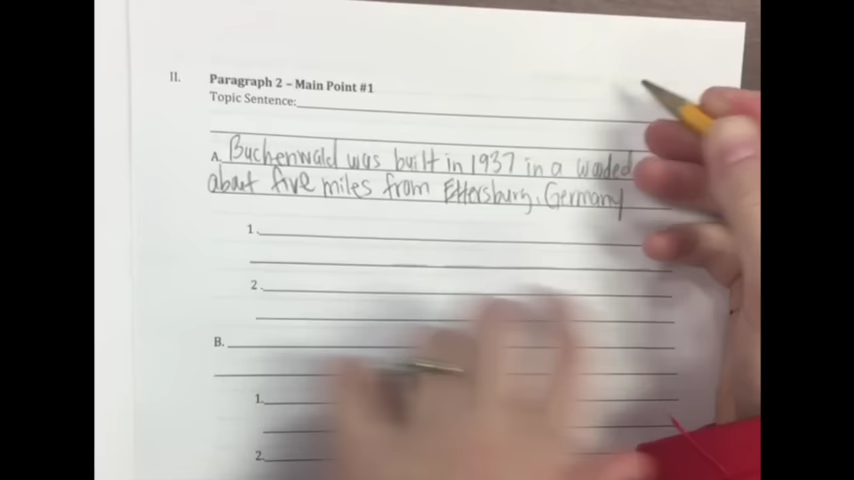 II. Paragraph 2 – Main Point #1
Topic Sentence:
A. Buchenwald was built in 1937 in a wooded
about five miles from Ettersburg, Germany
1.
2.
B.
1.
2.